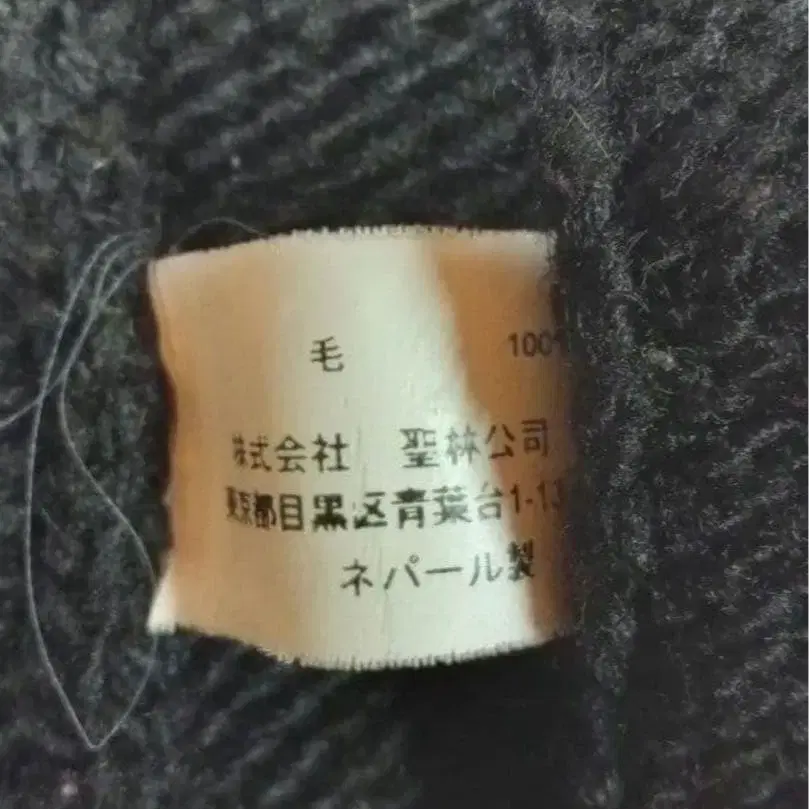 毛 100
株式会社 聖林公司
東京都目黒区青葉台1-13
ネパール製